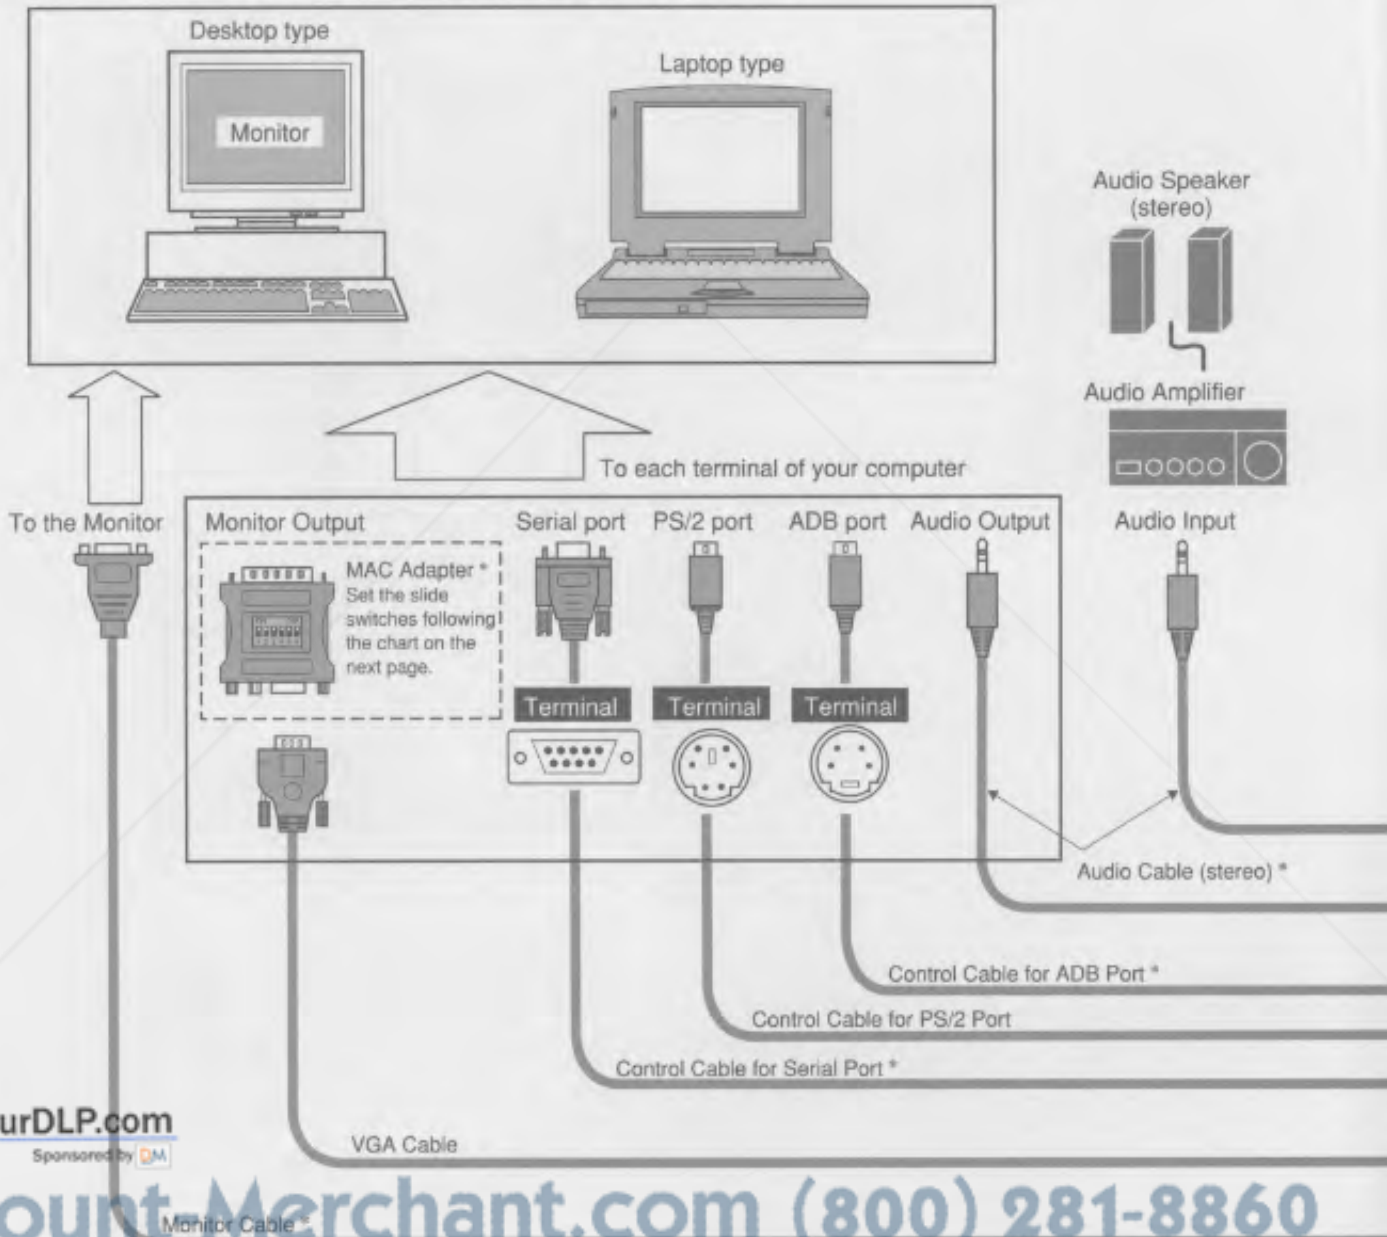 Desktop type
Monitor
Laptop type
Audio Speaker
(stereo)
Audio Amplifier
To each terminal of your computer
To the Monitor
Monitor Output
Serial port
PS/2 port
ADB port
Audio Output
Audio Input
MAC Adapter *
Set the slide
switches following
the chart on the
next page.
Terminal
Terminal
Terminal
Audio Cable (stereo) *
Control Cable for ADB Port *
Control Cable for PS/2 Port
Control Cable for Serial Port *
VGA Cable
urDLP.com
Sponsored by DM
ount-Merchant.com (800) 281-8860
Monitor Cable *